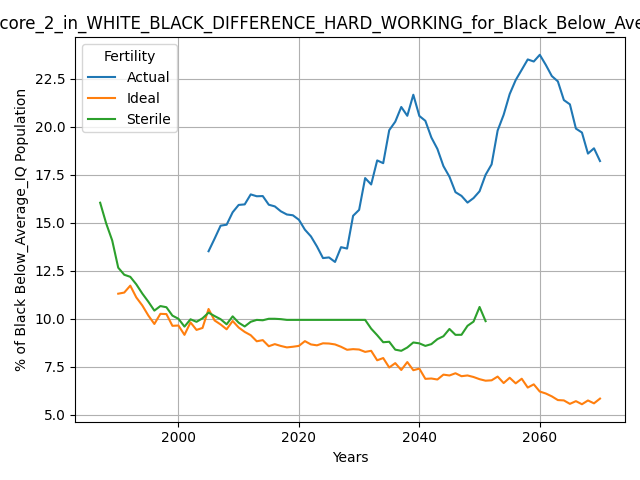 core_2_in_WHITE_BLACK_DIFFERENCE_HARD_WORKING_for_Black_Below_Ave
Fertility
Actual
Ideal
Sterile
% of Black Below_Average_IQ Population
22.5
20.0
17.5
15.0
12.5
10.0
7.5
5.0
2000
2020
2040
2060
Years